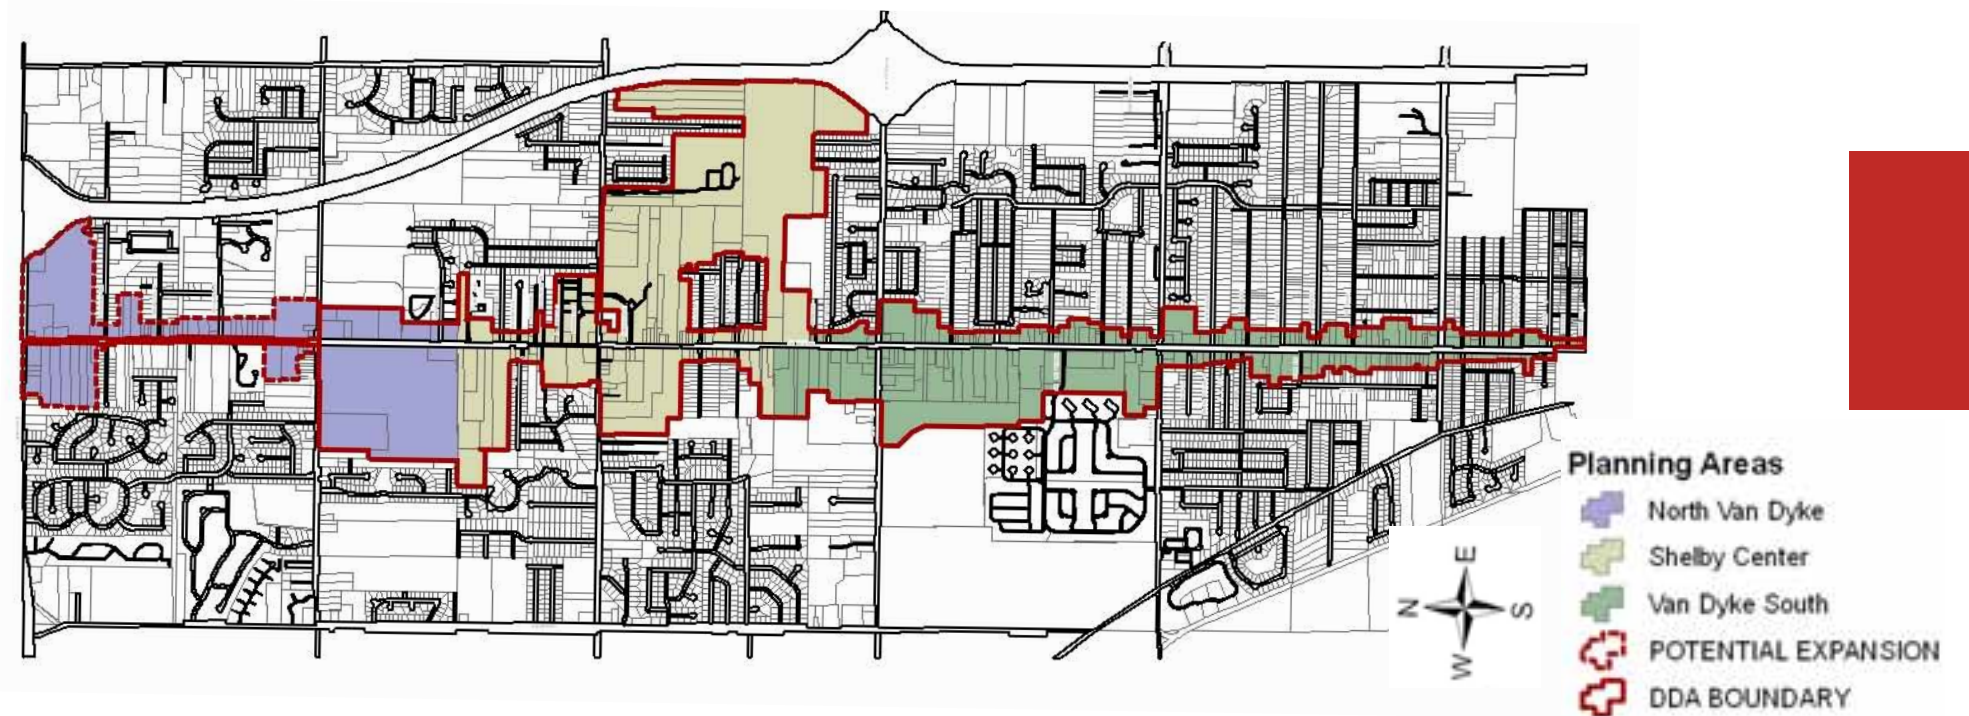 Planning Areas
North Van Dyke
Shelby Center
Van Dyke South
POTENTIAL EXPANSION
DDA BOUNDARY
E
N
S
W